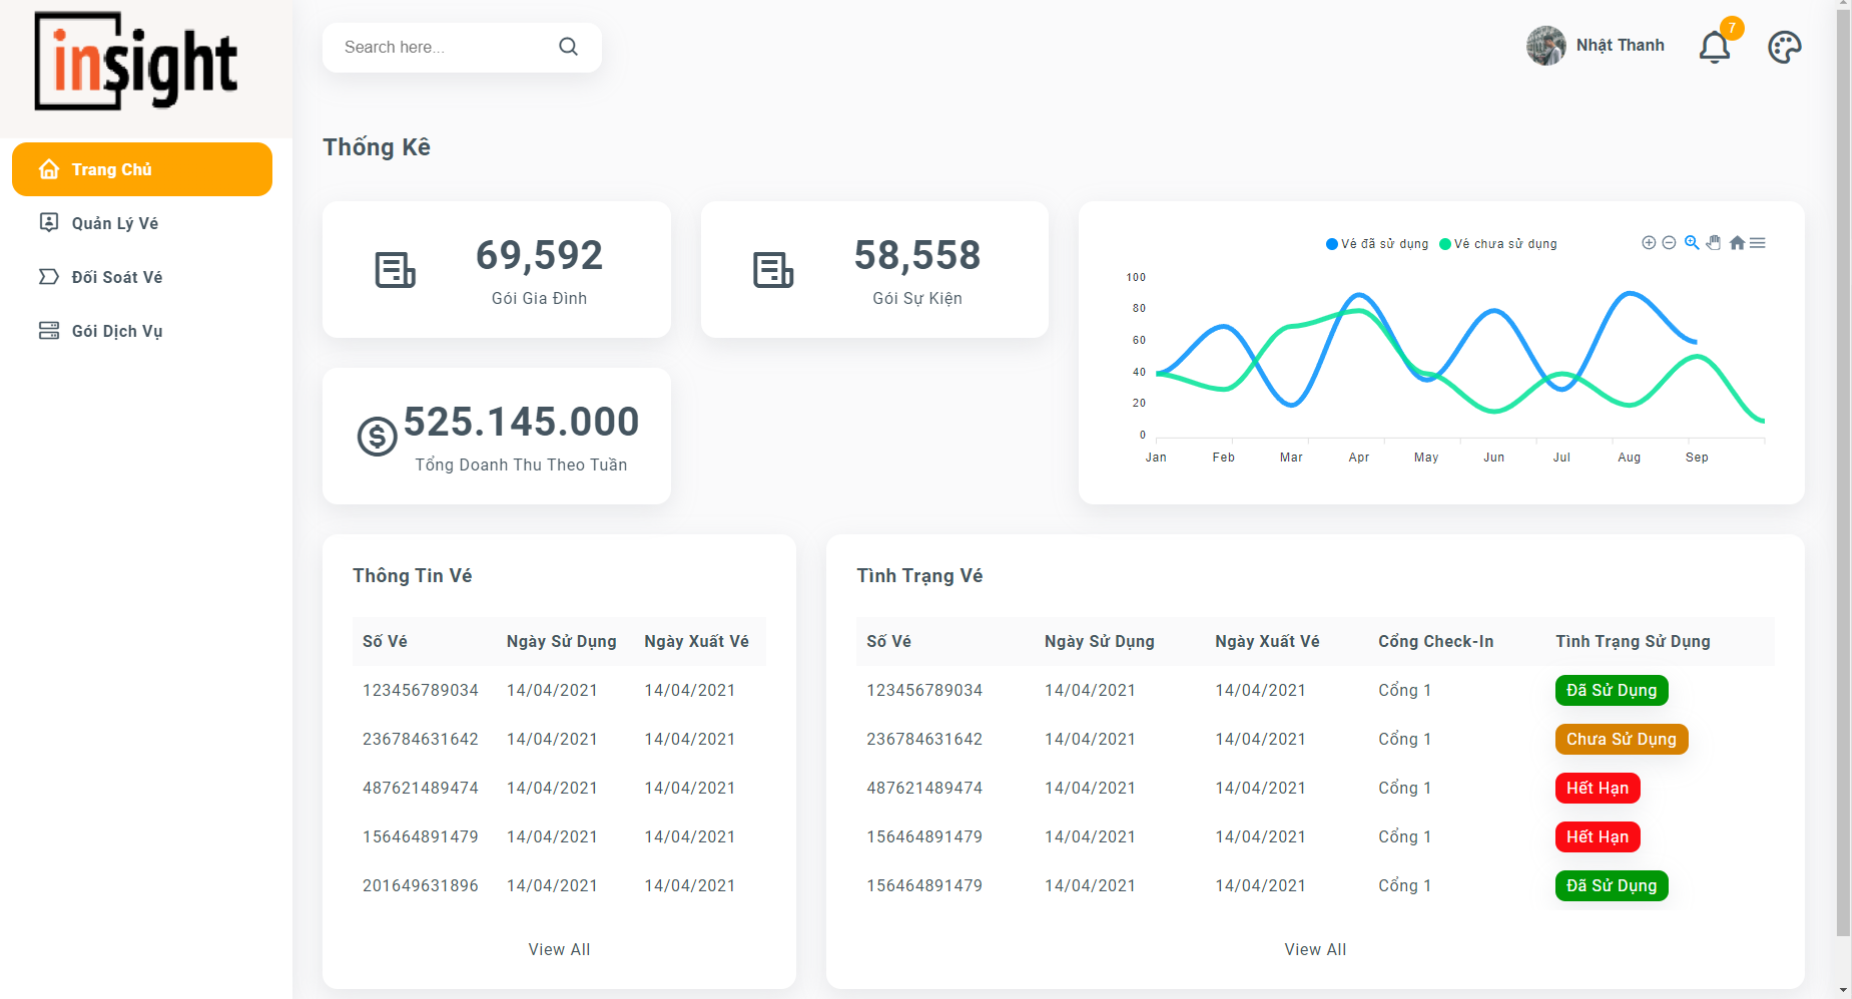 insight
Trang Chủ
Quản Lý Vé
Đối Soát Vé
Gói Dịch Vụ
Search here...
Nhật Thanh
7
Thống Kê
69,592
Gói Gia Đình
58,558
Gói Sự Kiện
525.145.000
Tổng Doanh Thu Theo Tuần
Vé đã sử dụng Vé chưa sử dụng
100
80
60
40
20
0
Jan Feb Mar Apr May Jun Jul Aug Sep
Thông Tin Vé
Số Vé Ngày Sử Dụng Ngày Xuất Vé
123456789034 14/04/2021 14/04/2021
236784631642 14/04/2021 14/04/2021
487621489474 14/04/2021 14/04/2021
156464891479 14/04/2021 14/04/2021
201649631896 14/04/2021 14/04/2021
View All
Tình Trạng Vé
Số Vé Ngày Sử Dụng Ngày Xuất Vé Cổng Check-In Tình Trạng Sử Dụng
123456789034 14/04/2021 14/04/2021 Cổng 1 Đã Sử Dụng
236784631642 14/04/2021 14/04/2021 Cổng 1 Chưa Sử Dụng
487621489474 14/04/2021 14/04/2021 Cổng 1 Hết Hạn
156464891479 14/04/2021 14/04/2021 Cổng 1 Hết Hạn
156464891479 14/04/2021 14/04/2021 Cổng 1 Đã Sử Dụng
View All